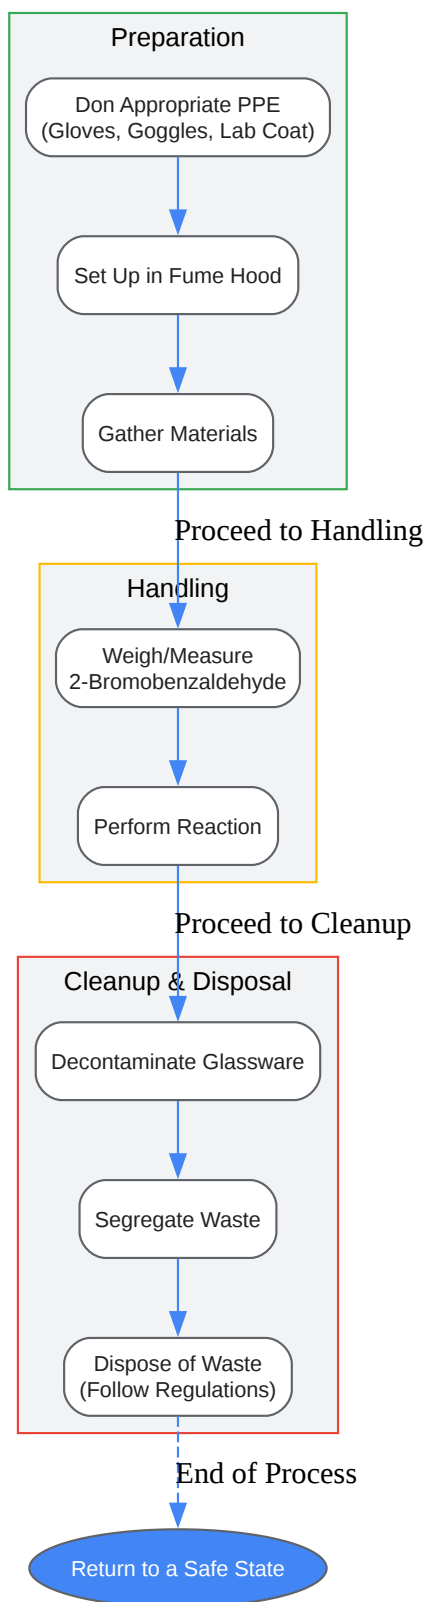 Preparation
Don Appropriate PPE
(Gloves, Goggles, Lab Coat)
Set Up in Fume Hood
Gather Materials
Proceed to Handling
Handling
Weigh/Measure
2-Bromobenzaldehyde
Perform Reaction
Proceed to Cleanup
Cleanup & Disposal
Decontaminate Glassware
Segregate Waste
Dispose of Waste
(Follow Regulations)
End of Process
Return to a Safe State